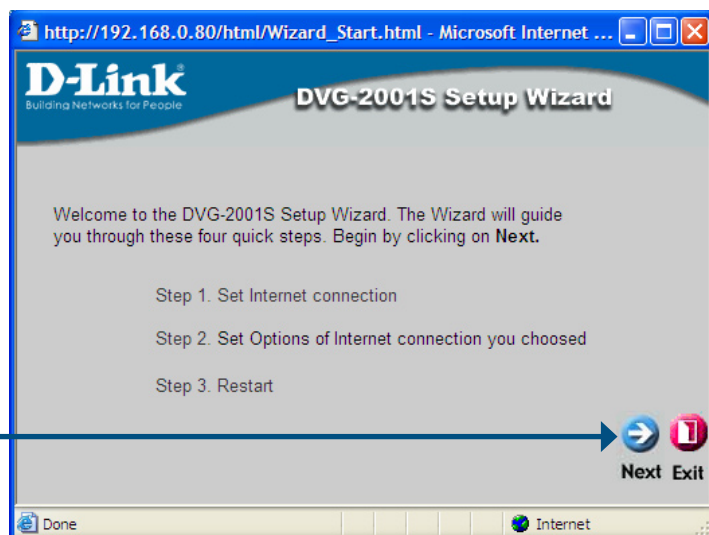 http://192.168.0.80/html/Wizard_Start.html - Microsoft Internet ...
D-Link
Building Networks for People
DVG-2001S Setup Wizard
Welcome to the DVG-2001S Setup Wizard. The Wizard will guide
you through these four quick steps. Begin by clicking on Next.
Step 1. Set Internet connection
Step 2. Set Options of Internet connection you choosed
Step 3. Restart
Next Exit
Done
Internet